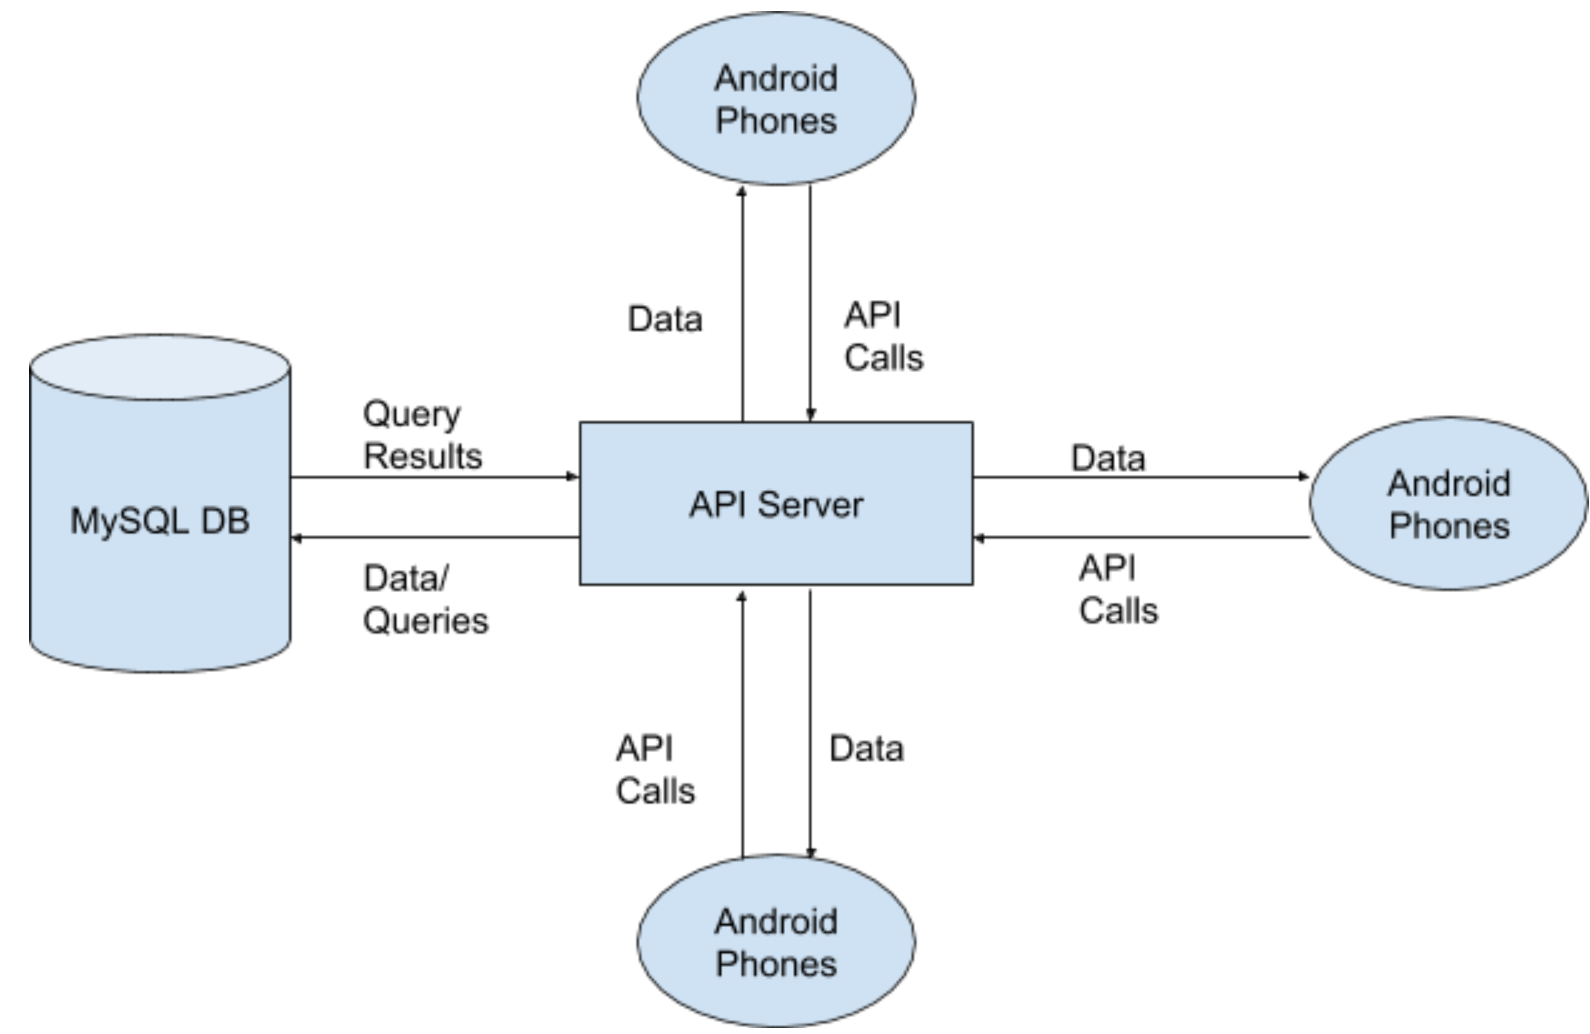 Android
Phones
Data
API
Calls
Query
Results
Data
MySQL DB
API Server
Android
Phones
Data/
Queries
API
Calls
API
Calls
Data
Android
Phones